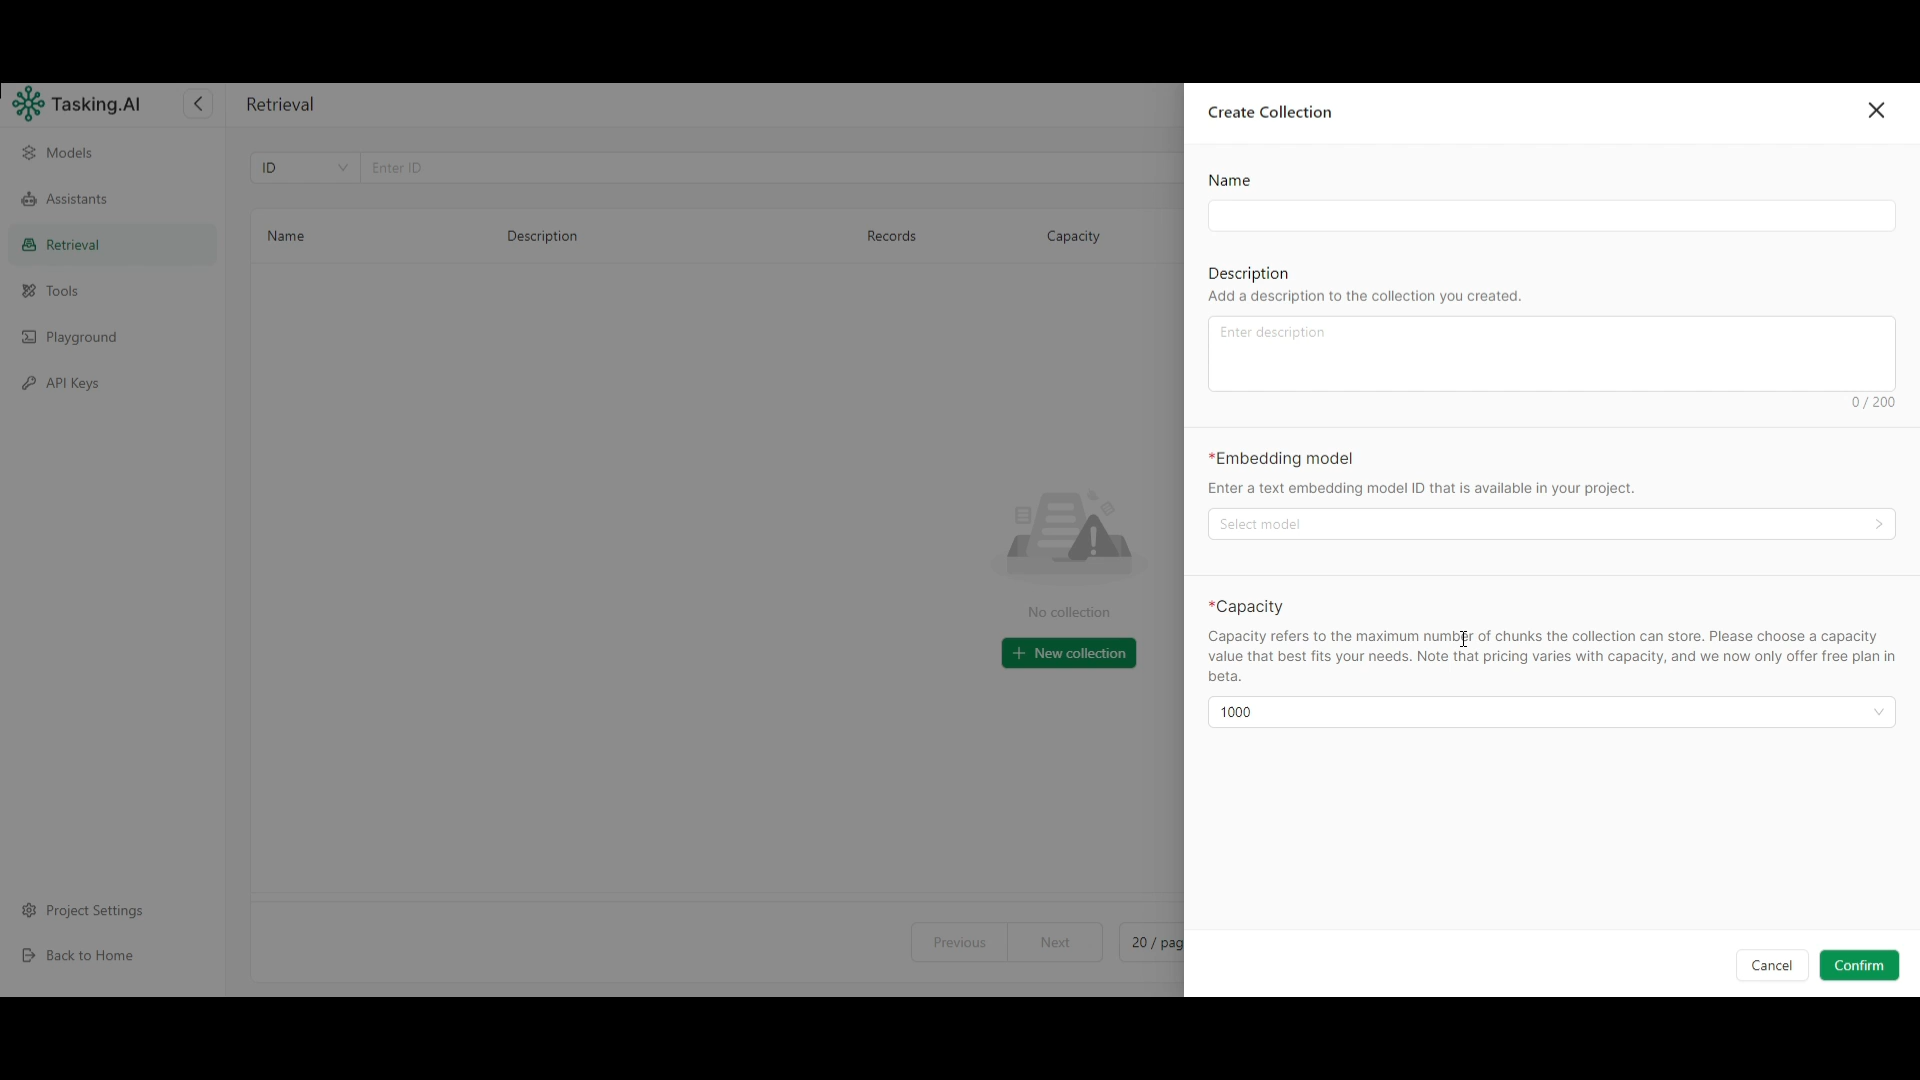 Tasking.AI
Models
Assistants
Retrieval
Tools
Playground
API Keys
Project Settings
Back to Home
Retrieval
ID
Enter ID
Name Description Records Capacity
No collection
+ New collection
Previous Next 20 / pag
Create Collection
Name
Description
Add a description to the collection you created.
Enter description
0 / 200
*Embedding model
Enter a text embedding model ID that is available in your project.
Select model
*Capacity
Capacity refers to the maximum number of chunks the collection can store. Please choose a capacity
value that best fits your needs. Note that pricing varies with capacity, and we now only offer free plan in
beta.
1000
Cancel Confirm